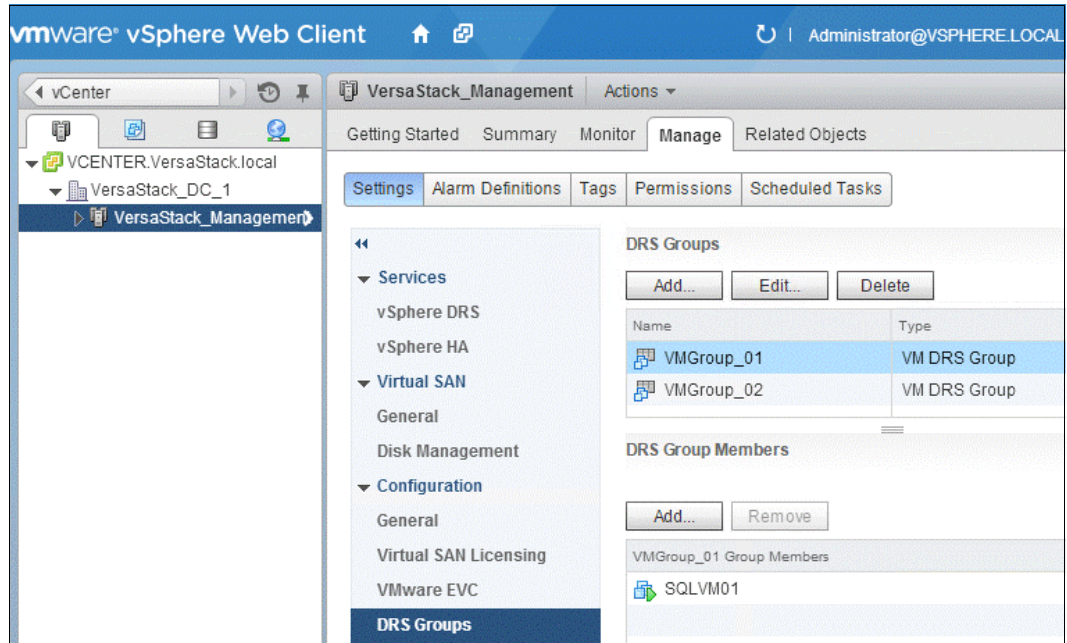 vmware® vSphere Web Client
Administrator@VSPHERE.LOCAL
vCenter
VersaStack_Management Actions
Getting Started Summary Monitor Manage Related Objects
VCENTER.VersaStack.local
VersaStack_DC_1
VersaStack_Management
Settings Alarm Definitions Tags Permissions Scheduled Tasks
Services
vSphere DRS
vSphere HA
Virtual SAN
General
Disk Management
Configuration
General
Virtual SAN Licensing
VMware EVC
DRS Groups
DRS Groups
Add... Edit... Delete
Name Type
VMGroup_01 VM DRS Group
VMGroup_02 VM DRS Group
DRS Group Members
Add... Remove
VMGroup_01 Group Members
SQLVM01